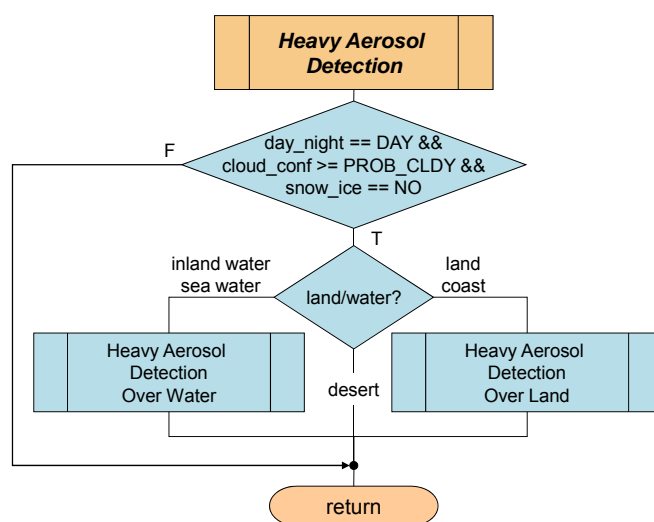 Heavy Aerosol
Detection
day_night == DAY &&
cloud_conf >= PROB_CLDY &&
snow_ice == NO
F
T
inland water
sea water
land/water?
land
coast
Heavy Aerosol
Detection
Over Water
desert
Heavy Aerosol
Detection
Over Land
return